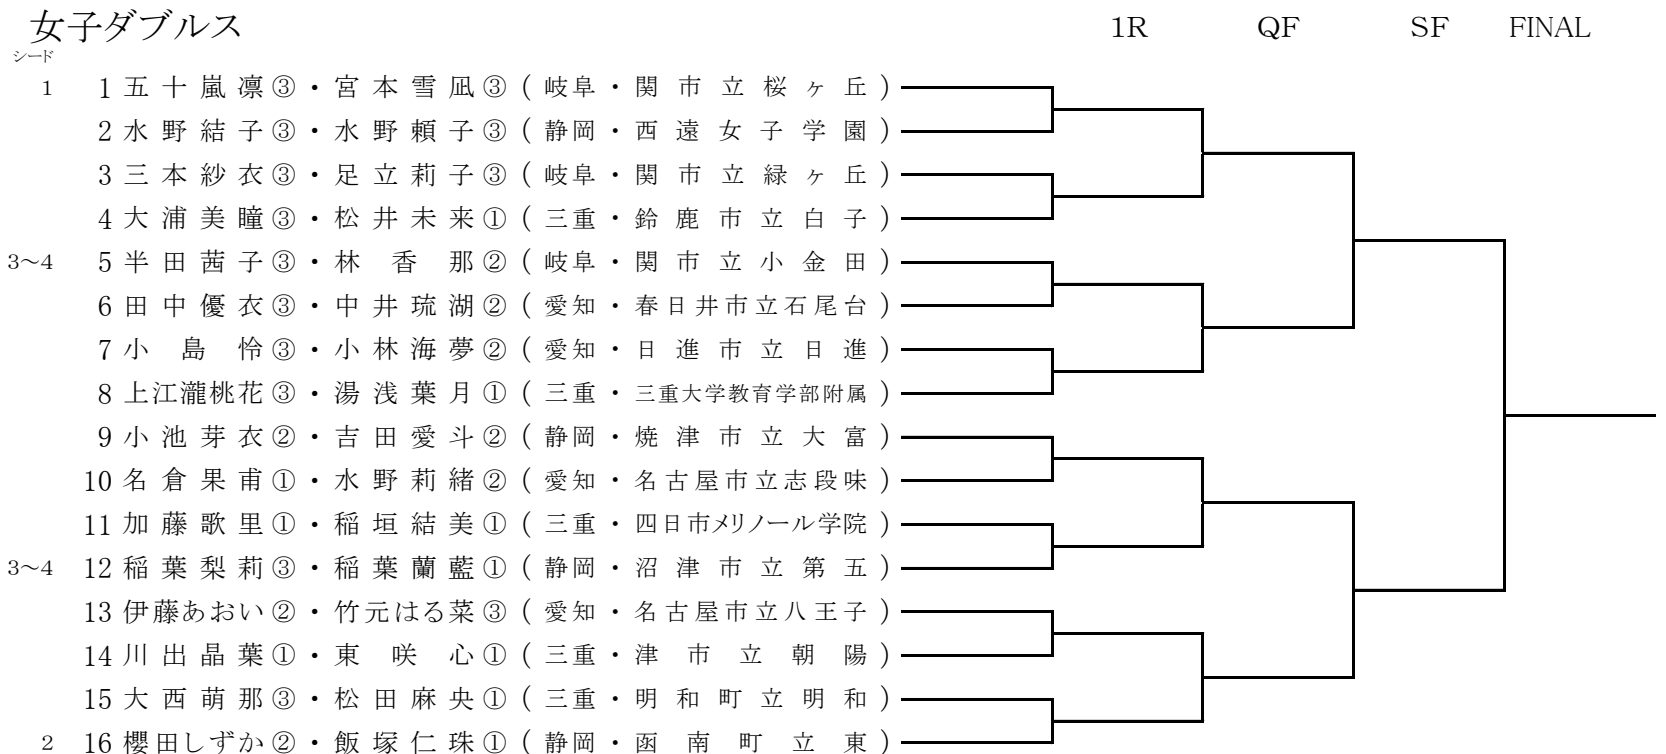 女子ダブルス 1R QF SF FINAL
シード
1 1 五十嵐凛③・宮本雪凪③(岐阜・関市立桜ヶ丘)
2 水野結子③・水野頼子③(静岡・西遠女子学園)
3 三本紗衣③・足立莉子③(岐阜・関市立緑ヶ丘)
4 大浦美瞳③・松井未来①(三重・鈴鹿市立白子)
3~4 5 半田茜子③・林香那②(岐阜・関市立小金田)
6 田中優衣③・中井琉湖②(愛知・春日井市立石尾台)
7 小島怜③・小林海夢②(愛知・日進市立日進)
8 上江瀧桃花③・湯浅葉月①(三重・三重大学教育学部附属)
9 小池芽衣②・吉田愛斗②(静岡・焼津市立大富)
10 名倉果甫①・水野莉緒②(愛知・名古屋市立志段味)
11 加藤歌里①・稲垣結美①(三重・四日市メリノール学院)
3~4 12 稲葉梨莉③・稲葉蘭藍①(静岡・沼津市立第五)
13 伊藤あおい②・竹元はる菜③(愛知・名古屋市立八王子)
14 川出晶葉①・東咲心①(三重・津市立朝陽)
15 大西萌那③・松田麻央①(三重・明和町立明和)
2 16 櫻田しずか②・飯塚仁珠①(静岡・函南町立東)